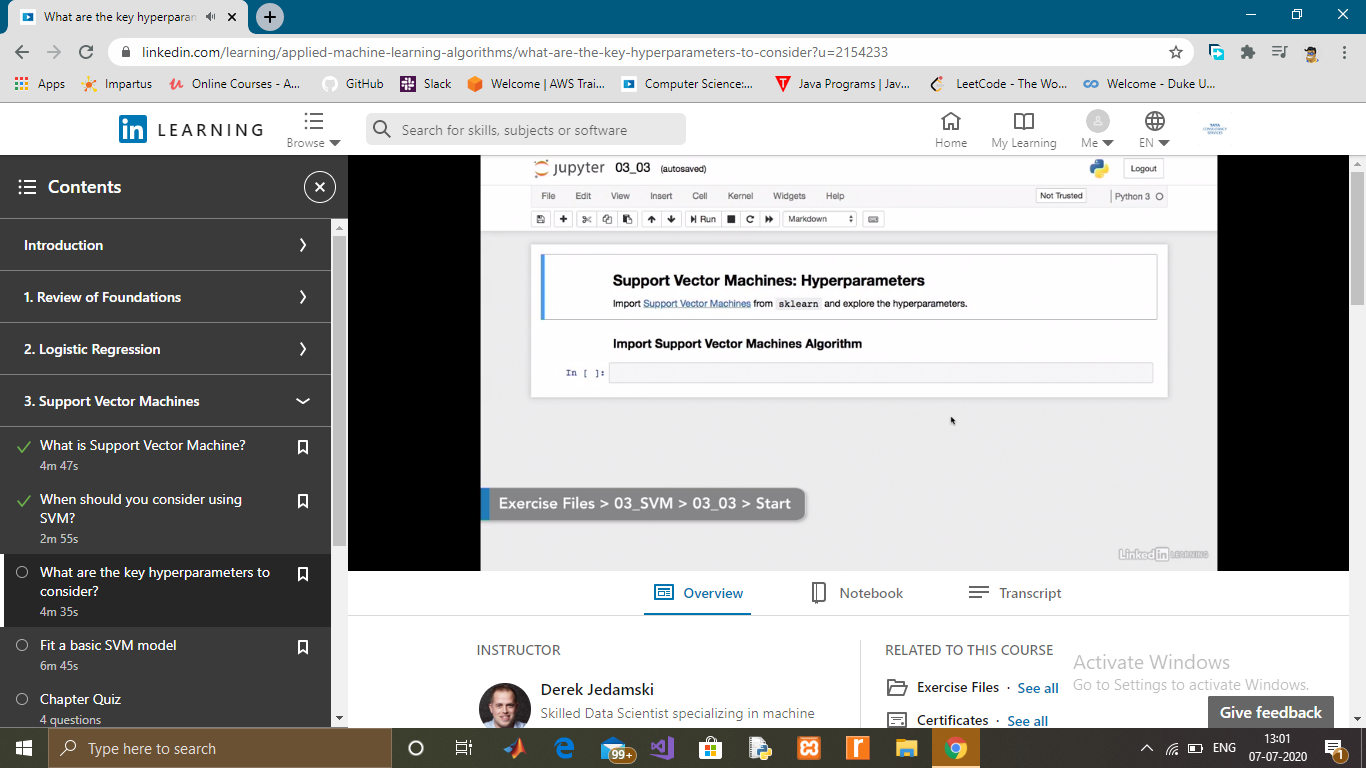 What are the key hyperparam
linkedin.com/learning/applied-machine-learning-algorithms/what-are-the-key-hyperparameters-to-consider?u=2154233
Apps Impartus Online Courses - A... GitHub Slack Welcome | AWS Trai... Computer Science:... Java Programs | Jav... LeetCode - The Wo... Welcome - Duke U...
in LEARNING
Browse
Search for skills, subjects or software
Home My Learning Me EN
TATA
CONSULTANCY
SERVICES
Contents
Introduction
1. Review of Foundations
2. Logistic Regression
3. Support Vector Machines
What is Support Vector Machine?
4m 47s
When should you consider using
SVM?
2m 55s
What are the key hyperparameters to
consider?
4m 35s
Fit a basic SVM model
6m 45s
Chapter Quiz
4 questions
jupyter 03_03 (autosaved)
Logout
File Edit View Insert Cell Kernel Widgets Help
Not Trusted Python 3
Run Markdown
Support Vector Machines: Hyperparameters
Import Support Vector Machines from sklearn and explore the hyperparameters.
Import Support Vector Machines Algorithm
In [ ]:
Exercise Files > 03_SVM > 03_03 > Start
Linked in LEARNING
Overview Notebook Transcript
INSTRUCTOR
Derek Jedamski
Skilled Data Scientist specializing in machine
RELATED TO THIS COURSE
Exercise Files · See all
Certificates · See all
Activate Windows
Go to Settings to activate Windows.
Give feedback
Type here to search
99+
ENG
13:01
07-07-2020
1